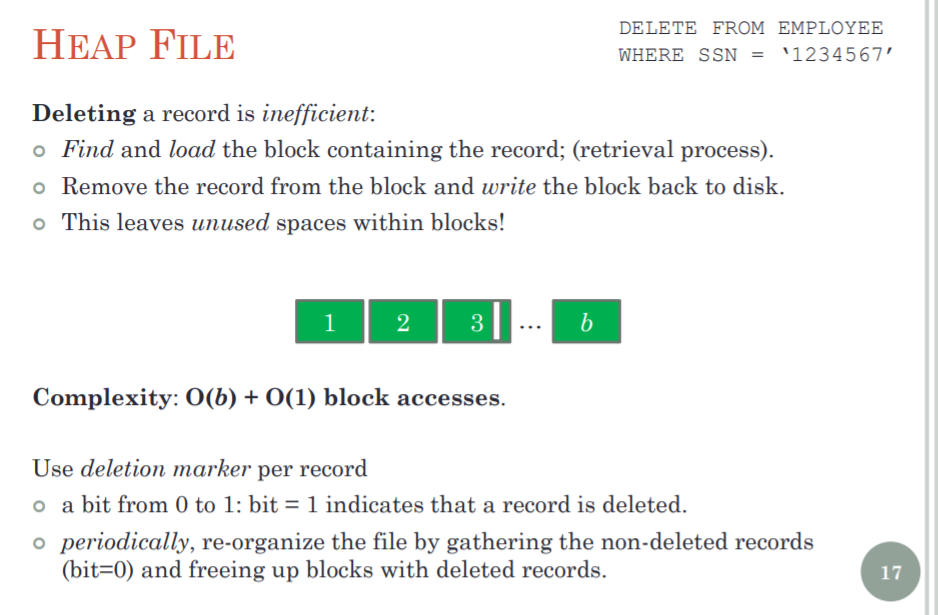 HEAP FILE
DELETE FROM EMPLOYEE
WHERE SSN = ‘1234567’
Deleting a record is inefficient:
Find and load the block containing the record; (retrieval process).
Remove the record from the block and write the block back to disk.
This leaves unused spaces within blocks!
1 2 3 ... b
Complexity: O(b) + O(1) block accesses.
Use deletion marker per record
a bit from 0 to 1: bit = 1 indicates that a record is deleted.
periodically, re-organize the file by gathering the non-deleted records
(bit=0) and freeing up blocks with deleted records.
17